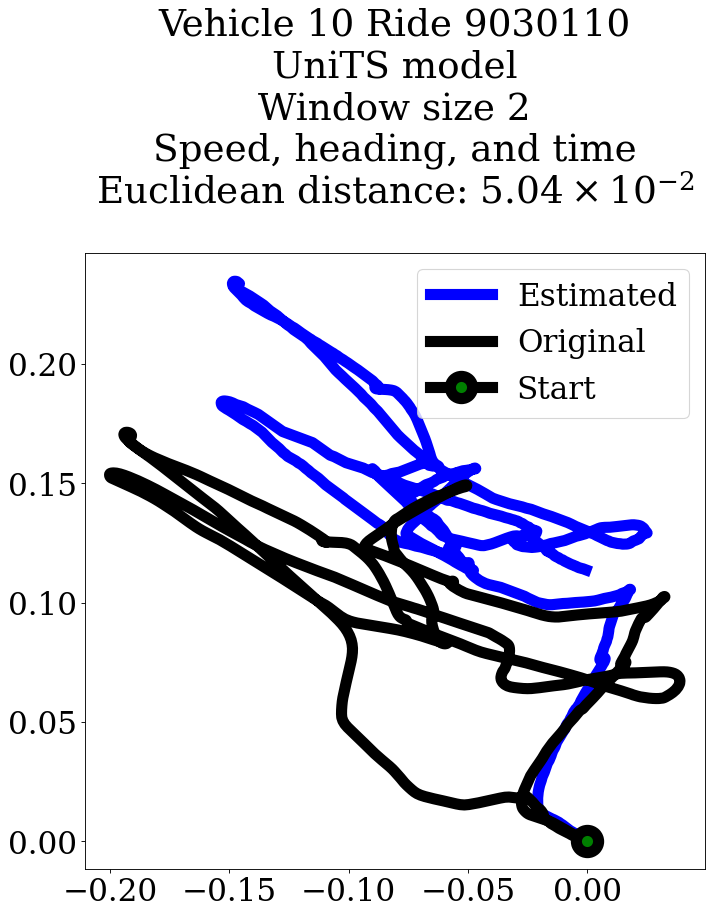 Vehicle 10 Ride 9030110
UniTS model
Window size 2
Speed, heading, and time
Euclidean distance: 5.04 × 10⁻²
Estimated
Original
Start
0.20
0.15
0.10
0.05
0.00
−0.20 −0.15 −0.10 −0.05 0.00